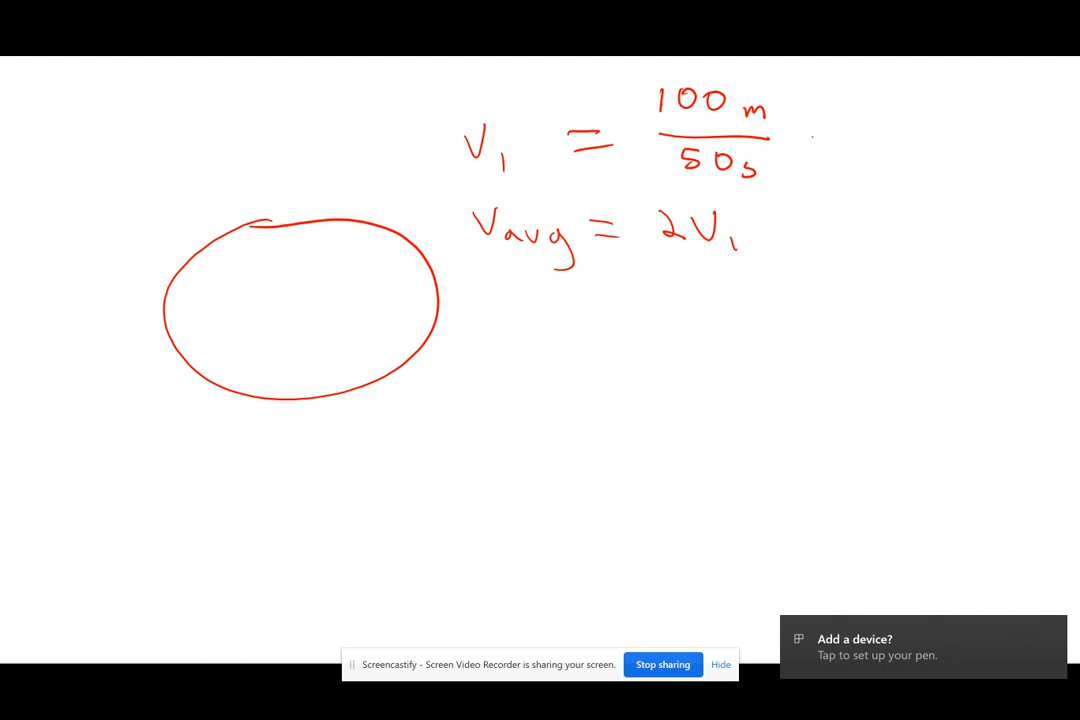 V₁ = 100 m / 50 s
Vavg = 2V₁
Add a device?
Tap to set up your pen.
Screencastify - Screen Video Recorder is sharing your screen. Stop sharing Hide